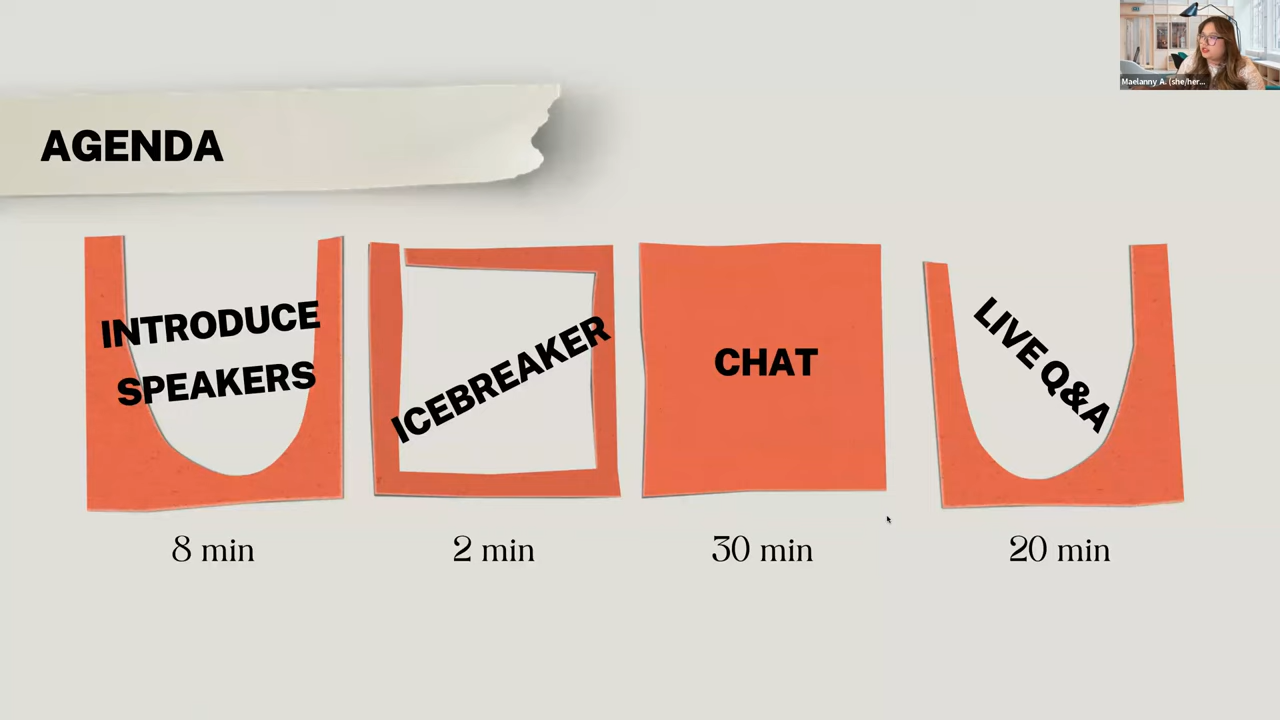 Maelanny A. (she/her...
AGENDA
INTRODUCE
SPEAKERS
ICEBREAKER
CHAT
LIVE Q&A
8 min
2 min
30 min
20 min